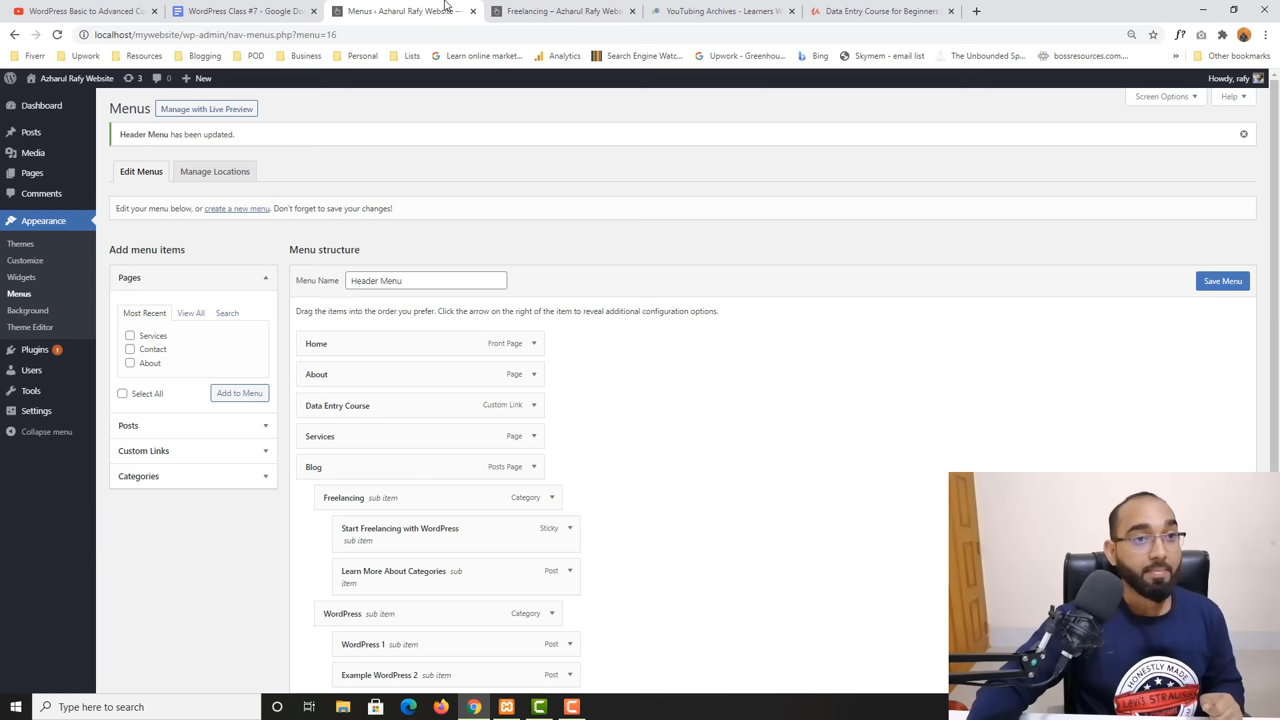 WordPress Basic to Advanced Co
WordPress Class #7 - Google Do
Menus ‹ Azharul Rafy Website —
Freelancing – Azharul Rafy Webs
YouTubing Archives - Learners W
Data Entry Course for Beginners |
localhost/mywebsite/wp-admin/nav-menus.php?menu=16
f?
Fiverr
Blogging
POD
Business
Personal
Lists
Learn online market...
Analytics
Search Engine Watc...
Upwork - Greenhou...
Bing
Skymem - email list
The Unbounded Sp...
bossresources.com...
»
Other bookmarks
Azharul Rafy Website
3
0
New
Howdy, rafy
Dashboard
Posts
Media
Pages
Comments
Appearance
Themes
Customize
Widgets
Menus
Background
Theme Editor
Plugins 1
Users
Tools
Settings
Collapse menu
Menus
Manage with Live Preview
Screen Options
Help
Header Menu has been updated.
Edit Menus
Manage Locations
Edit your menu below, or create a new menu. Don't forget to save your changes!
Add menu items
Pages
Most Recent
View All
Search
Services
Contact
About
Select All
Add to Menu
Posts
Custom Links
Categories
Menu structure
Menu Name
Header Menu
Save Menu
Drag the items into the order you prefer. Click the arrow on the right of the item to reveal additional configuration options.
Home
Front Page
About
Page
Data Entry Course
Custom Link
Services
Page
Blog
Posts Page
Freelancing sub item
Category
Start Freelancing with WordPress
sub item
Sticky
Learn More About Categories sub
item
Post
WordPress sub item
Category
WordPress 1 sub item
Post
Example WordPress 2 sub item
Post
HONESTLY MADE
LEVI'S STRAUSS
Type here to search